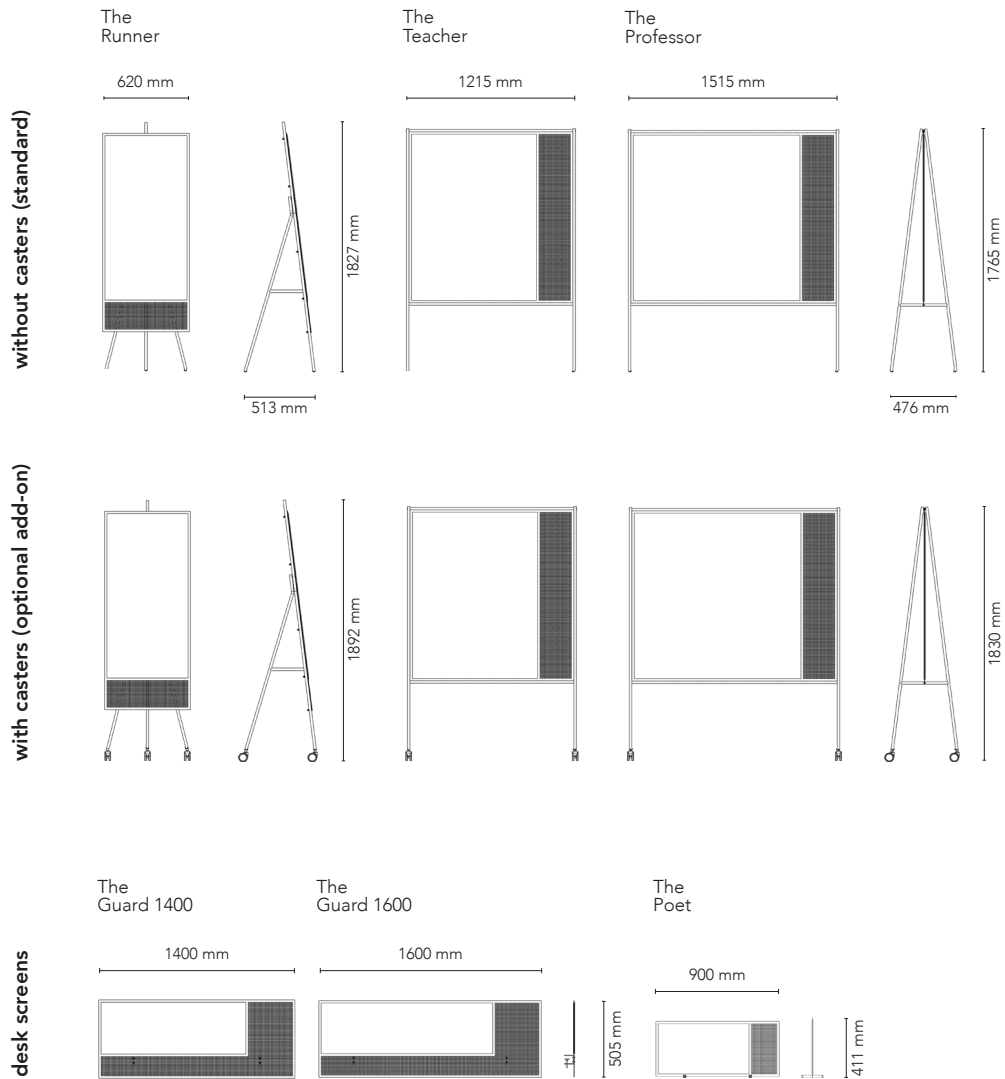 The
Runner
The
Teacher
The
Professor
620 mm
1215 mm
1515 mm
without casters (standard)
1827 mm
1765 mm
513 mm
476 mm
with casters (optional add-on)
1892 mm
1830 mm
The
Guard 1400
The
Guard 1600
The
Poet
desk screens
1400 mm
1600 mm
900 mm
505 mm
411 mm